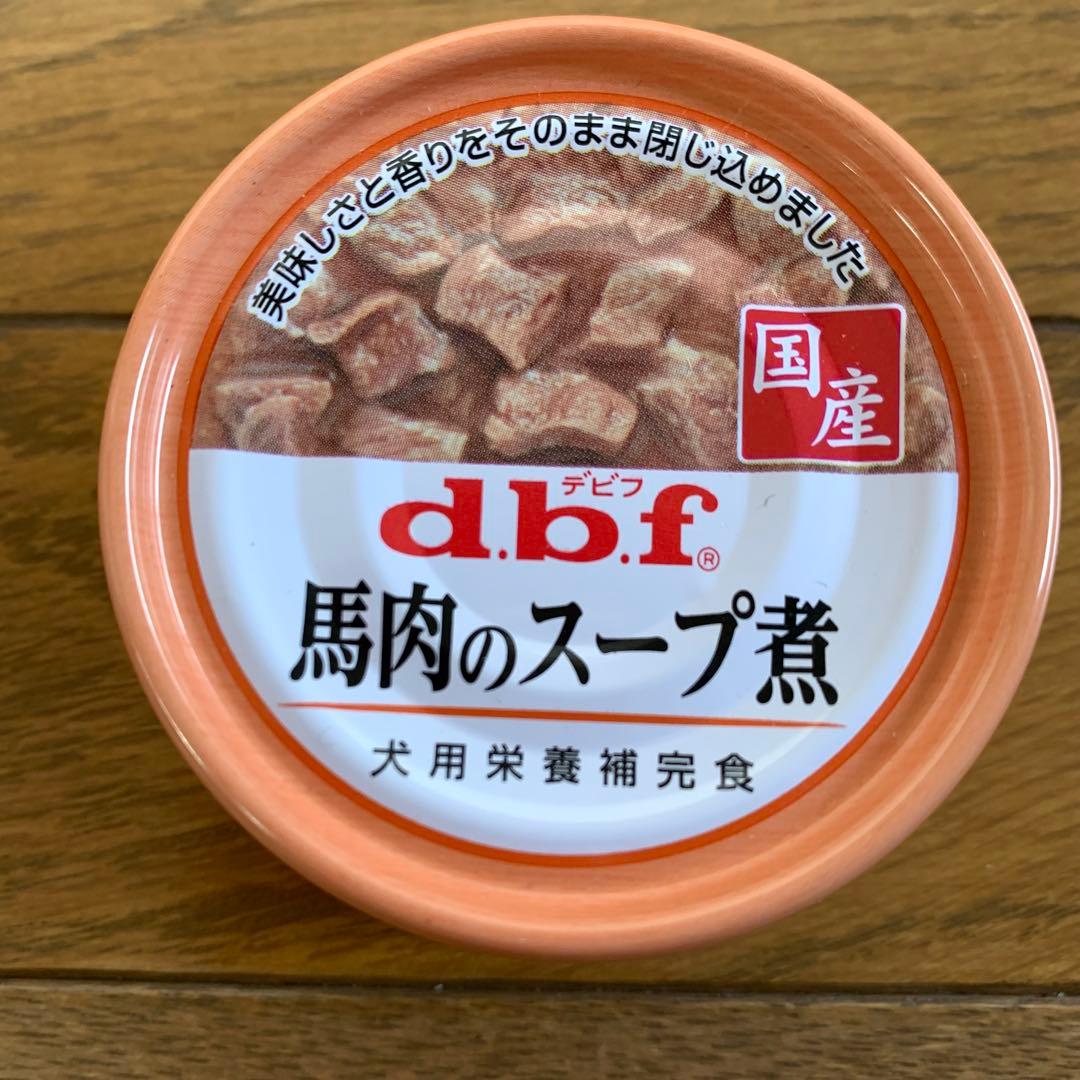 美味しさと香りをそのまま閉じ込めました
国産
デビフ
d.b.f®
馬肉のスープ煮
犬用栄養補完食